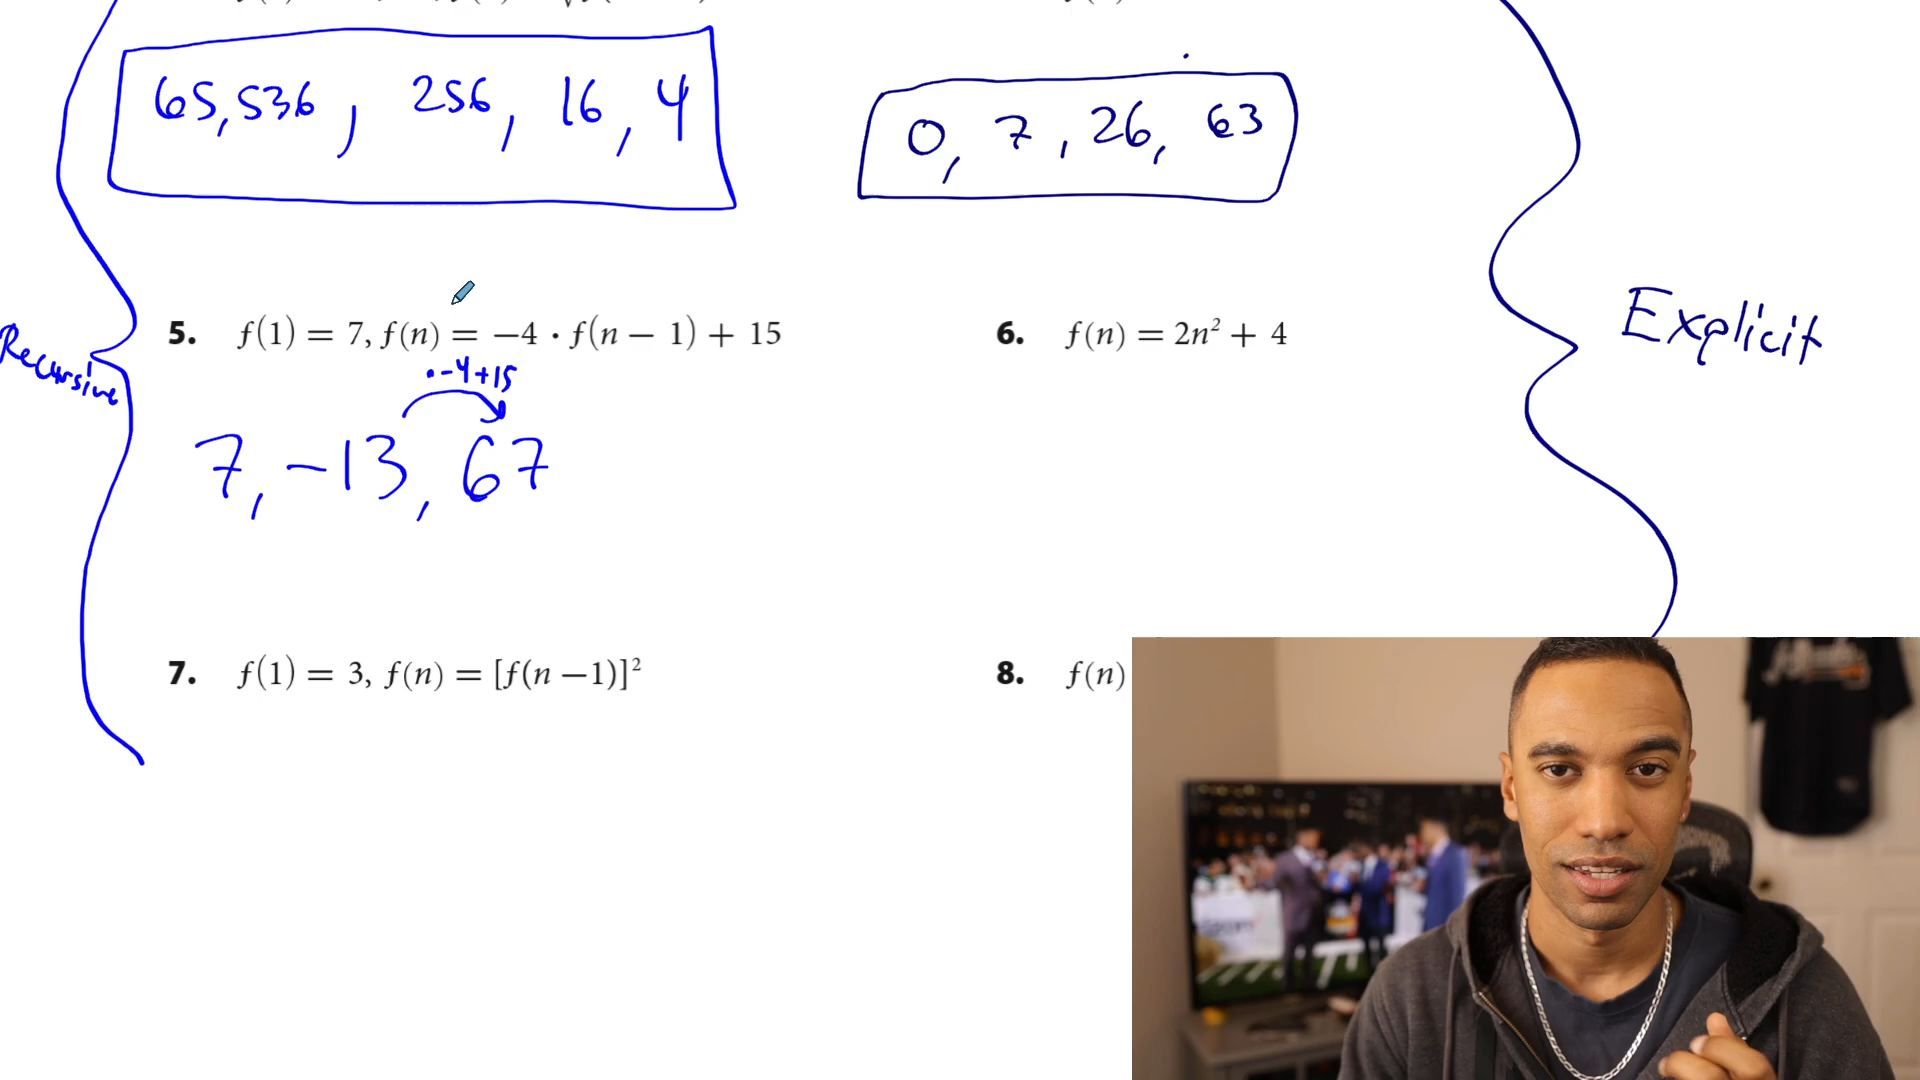 65,536, 256, 16, 4
0, 7, 26, 63
5. f(1) = 7, f(n) = −4 · f(n − 1) + 15
6. f(n) = 2n² + 4
Explicit
Recursive
·-4+15
7, -13, 67
7. f(1) = 3, f(n) = [f(n −1)]²
8. f(n)